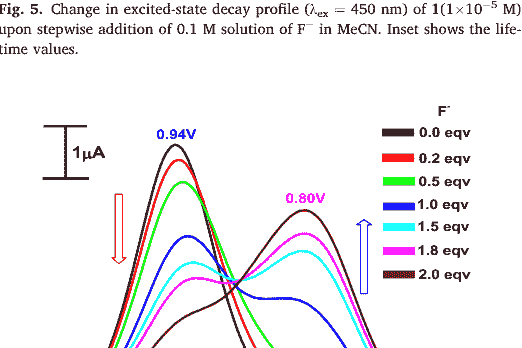 Fig. 5. Change in excited-state decay profile (λex = 450 nm) of 1(1×10⁻⁵ M)
upon stepwise addition of 0.1 M solution of F⁻ in MeCN. Inset shows the life-
time values.
F⁻
0.94V
0.0 eqv
1μA
0.2 eqv
0.5 eqv
0.80V
1.0 eqv
1.5 eqv
1.8 eqv
2.0 eqv